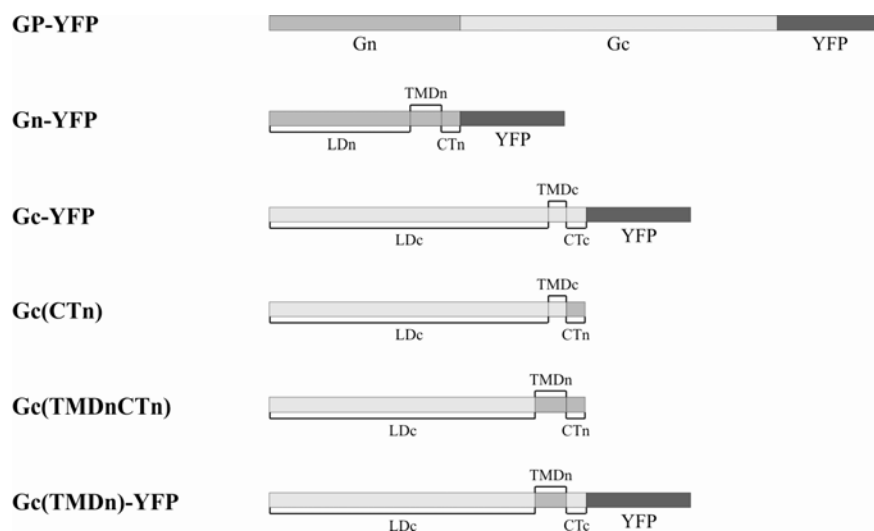 GP-YFP
Gn Gc YFP
TMDn
Gn-YFP
LDn CTn YFP
TMDc
Gc-YFP
LDc CTc YFP
TMDc
Gc(CTn)
LDc CTn
TMDn
Gc(TMDnCTn)
LDc CTn
TMDn
Gc(TMDn)-YFP
LDc CTc YFP